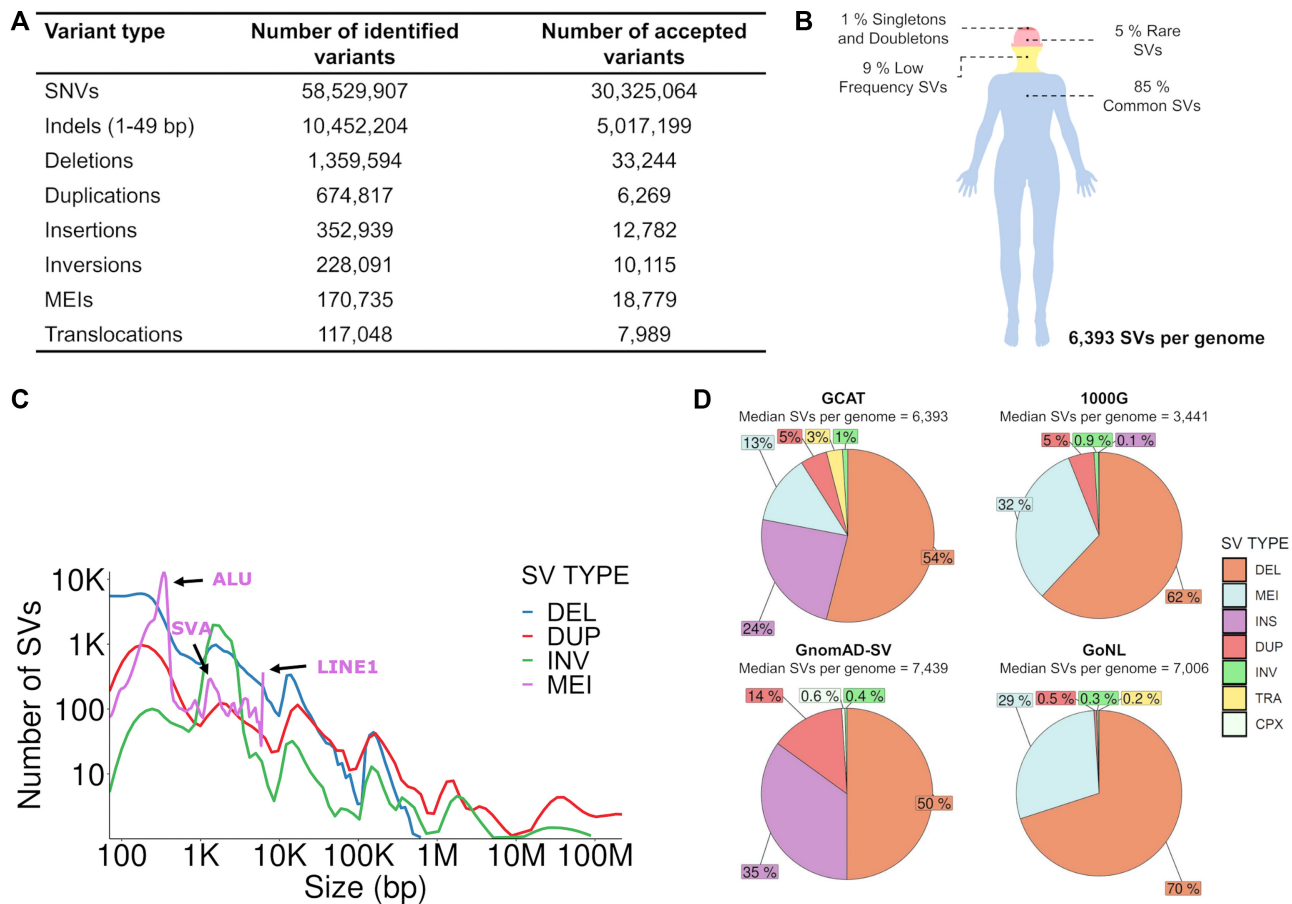 A
Variant type Number of identified variants Number of accepted variants
SNVs 58,529,907 30,325,064
Indels (1-49 bp) 10,452,204 5,017,199
Deletions 1,359,594 33,244
Duplications 674,817 6,269
Insertions 352,939 12,782
Inversions 228,091 10,115
MEIs 170,735 18,779
Translocations 117,048 7,989
B
1 % Singletons
and Doubletons
5 % Rare
SVs
9 % Low
Frequency SVs
85 %
Common SVs
6,393 SVs per genome
C
Number of SVs
10K
1K
100
10
ALU
SVA
LINE1
SV TYPE
DEL
DUP
INV
MEI
100 1K 10K 100K 1M 10M 100M
Size (bp)
D
GCAT
Median SVs per genome = 6,393
13% 5% 3% 1%
54%
24%
1000G
Median SVs per genome = 3,441
5 % 0.9 % 0.1 %
32 %
62 %
GnomAD-SV
Median SVs per genome = 7,439
14 % 0.6 % 0.4 %
50 %
35 %
GoNL
Median SVs per genome = 7,006
29 % 0.5 % 0.3 % 0.2 %
70 %
SV TYPE
DEL
MEI
INS
DUP
INV
TRA
CPX